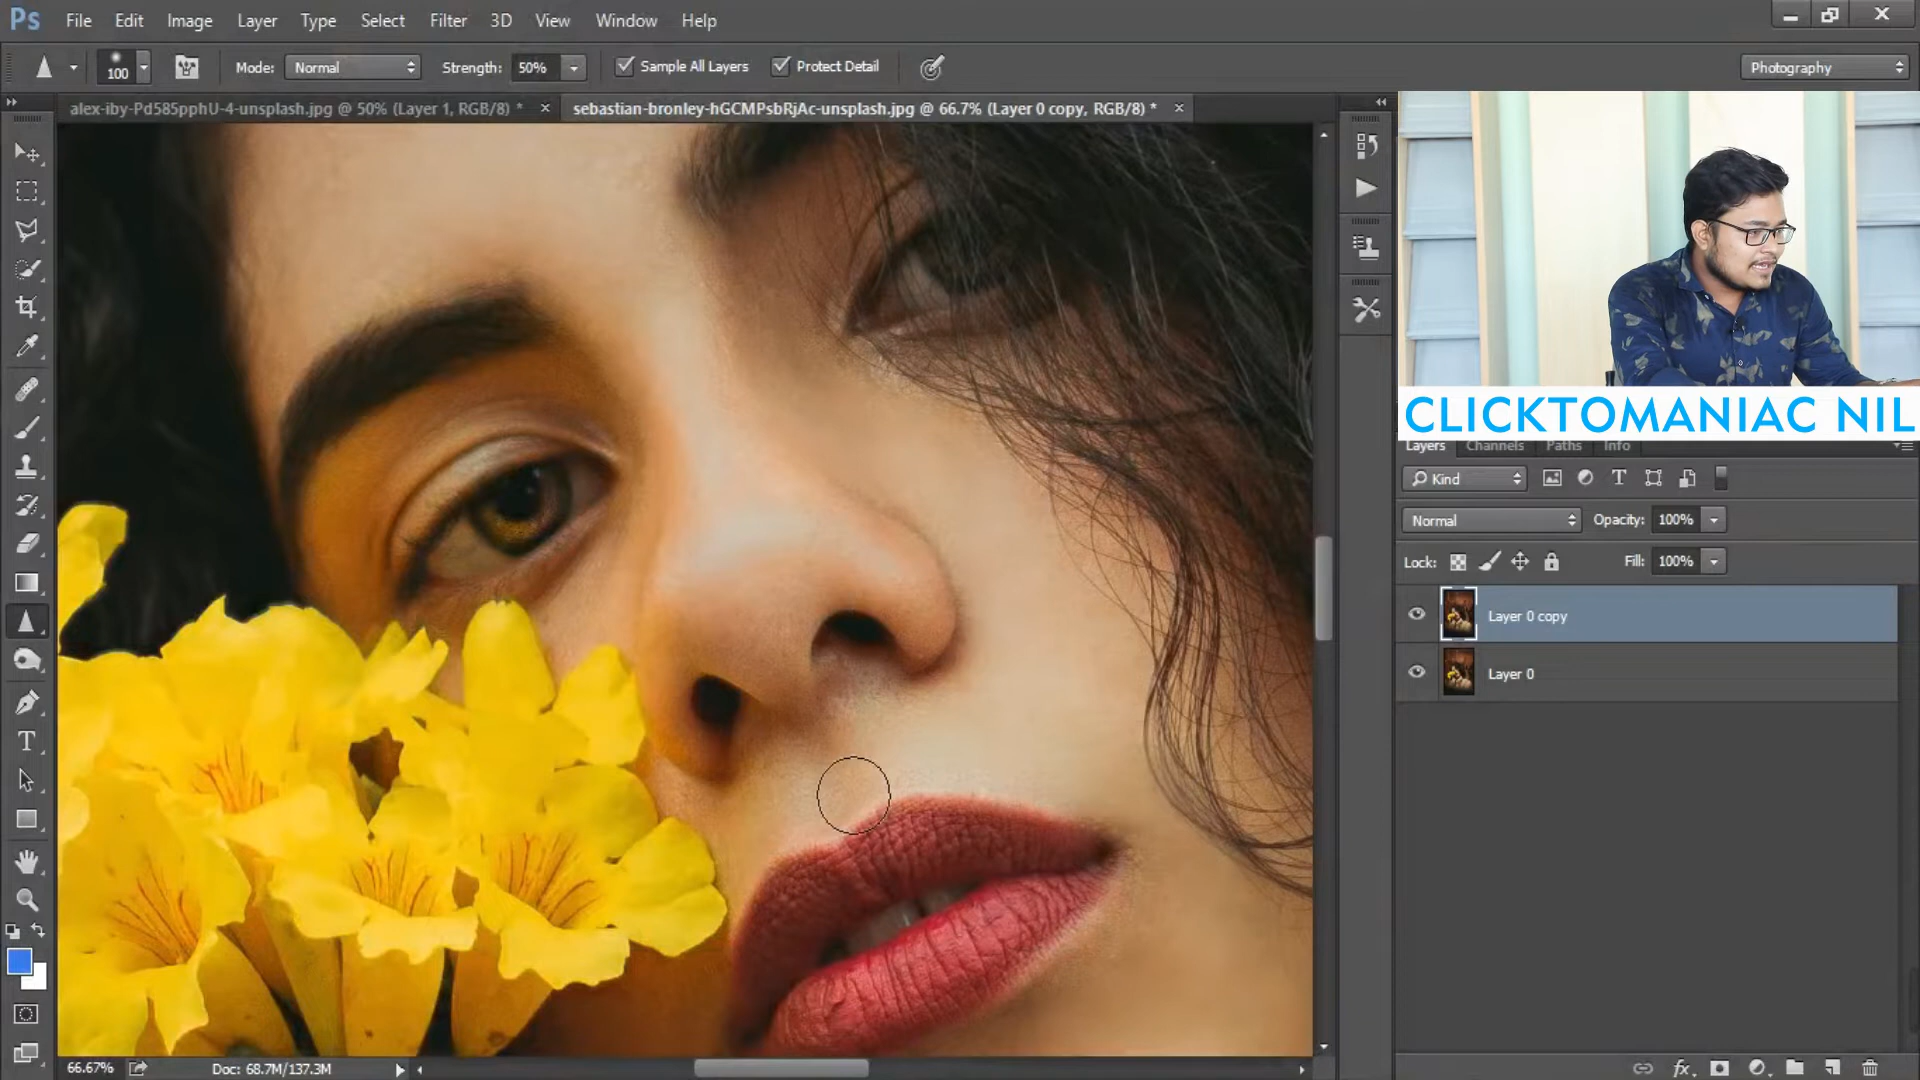 Ps File Edit Image Layer Type Select Filter 3D View Window Help
100 Mode: Normal Strength: 50% Sample All Layers Protect Detail Photography
alex-iby-Pd585pphU-4-unsplash.jpg @ 50% (Layer 1, RGB/8) * × sebastian-bronley-hGCMPsbRjAc-unsplash.jpg @ 66.7% (Layer 0 copy, RGB/8) * ×
CLICKTOMANIAC NIL
Layers Channels Paths Info
Kind
Normal Opacity: 100%
Lock: Fill: 100%
Layer 0 copy
Layer 0
66.67% Doc: 68.7M/137.3M
fx